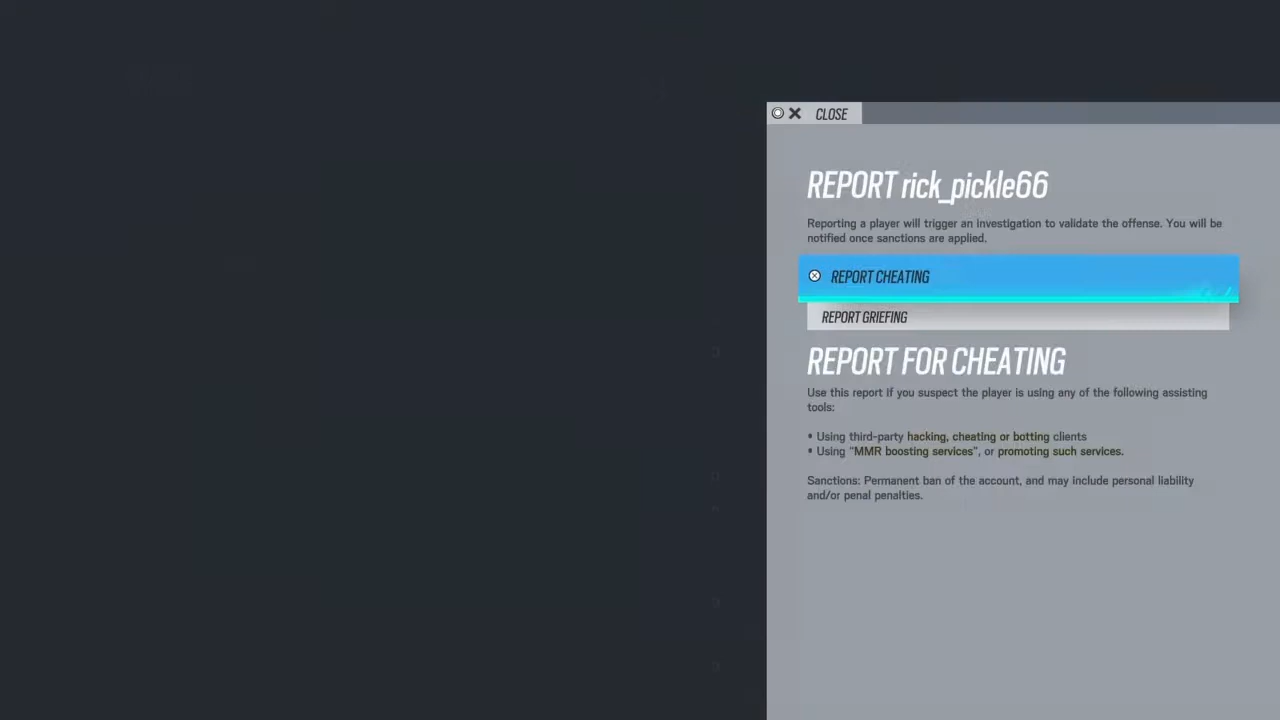 CLOSE
REPORT rick_pickle66
Reporting a player will trigger an investigation to validate the offense. You will be
notified once sanctions are applied.
REPORT CHEATING
REPORT GRIEFING
REPORT FOR CHEATING
Use this report if you suspect the player is using any of the following assisting
tools:
• Using third-party hacking, cheating or botting clients
• Using "MMR boosting services", or promoting such services.
Sanctions: Permanent ban of the account, and may include personal liability
and/or penal penalties.